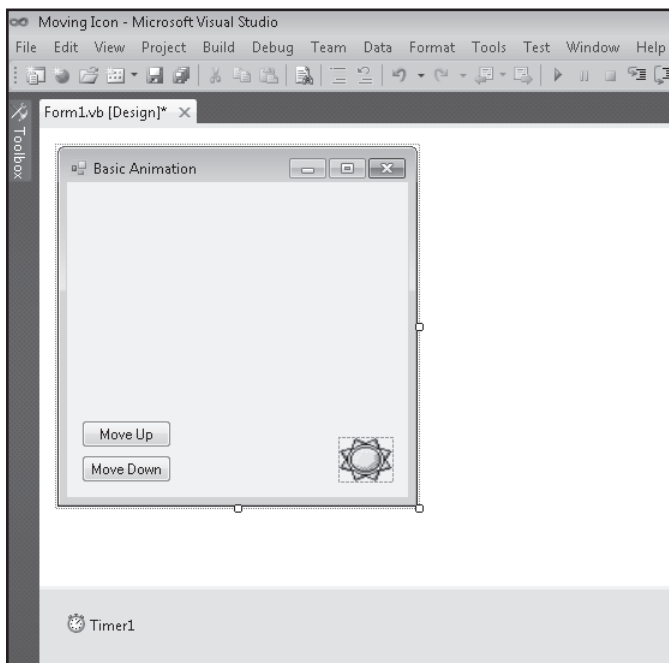 Moving Icon - Microsoft Visual Studio
File Edit View Project Build Debug Team Data Format Tools Test Window Help
Toolbox
Form1.vb [Design]*
Basic Animation
Move Up
Move Down
Timer1